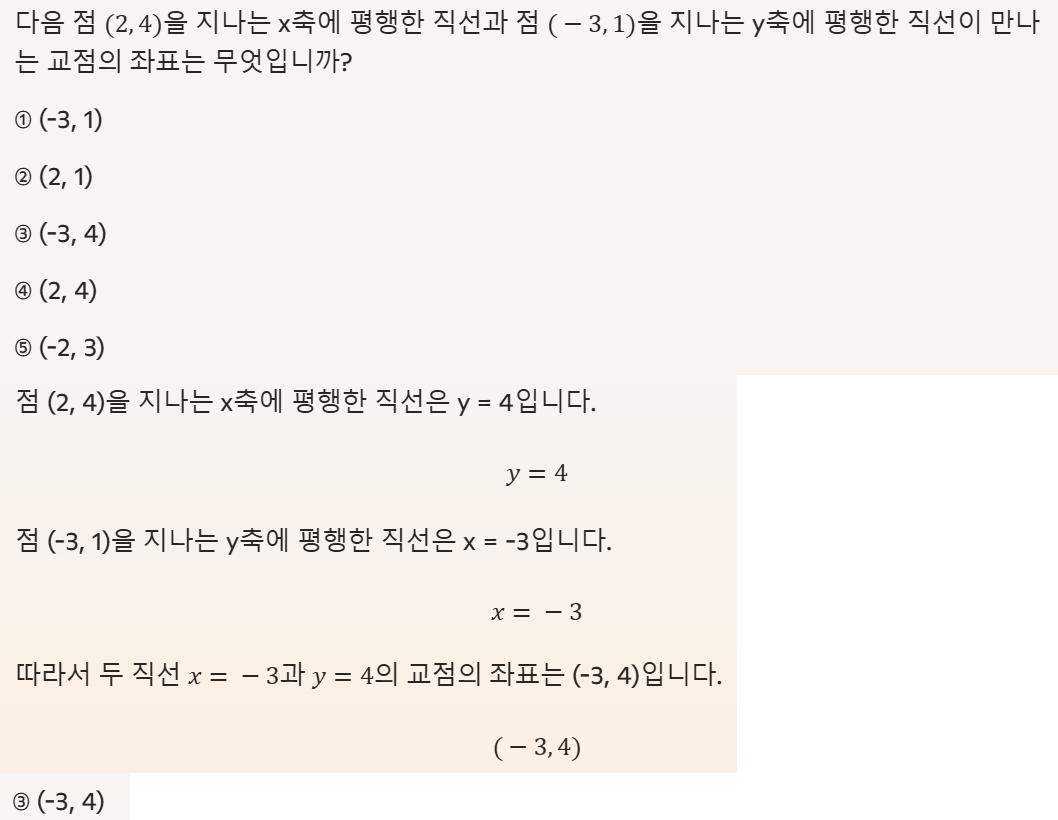 다음 점 (2, 4)을 지나는 x축에 평행한 직선과 점 ( − 3, 1)을 지나는 y축에 평행한 직선이 만나
는 교점의 좌표는 무엇입니까?
① (-3, 1)
② (2, 1)
③ (-3, 4)
④ (2, 4)
⑤ (-2, 3)
점 (2, 4)을 지나는 x축에 평행한 직선은 y = 4입니다.
y = 4
점 (-3, 1)을 지나는 y축에 평행한 직선은 x = -3입니다.
x = − 3
따라서 두 직선 x = − 3과 y = 4의 교점의 좌표는 (-3, 4)입니다.
( − 3, 4)
③ (-3, 4)